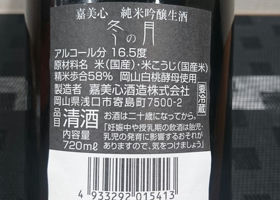 嘉美心 純米吟醸生酒
冬の月
アルコール分 16.5度
原材料名 米(国産)・米こうじ(国産米)
精米歩合58% 岡山白桃酵母使用
製造者 嘉美心酒造株式会社
岡山県浅口市寄島町7500-2
要冷蔵
品目 清酒
720ml
お酒は二十歳になってから。
「妊娠中や授乳期の飲酒は胎児・
乳児の発育に影響するおそれが
ありますので、気をつけましょう」
4 933292 015413